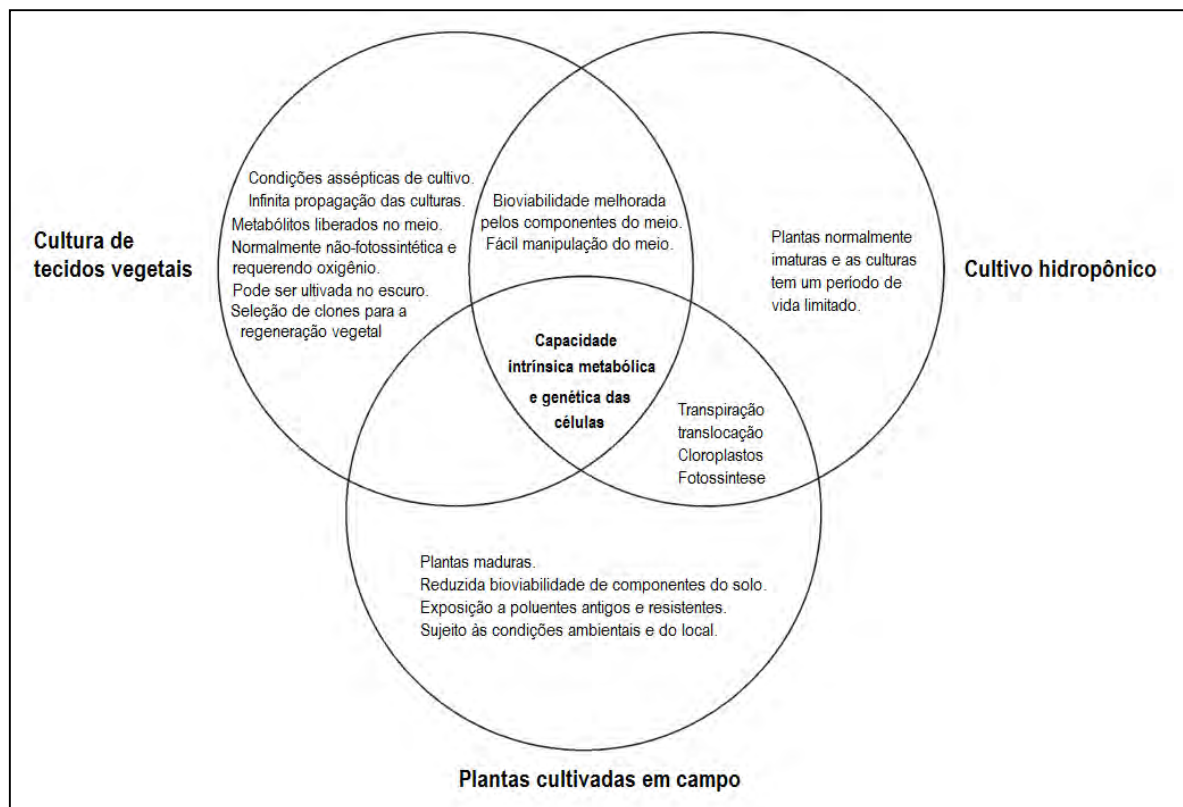 Condições assépticas de cultivo.
Infinita propagação das culturas.
Metabólitos liberados no meio.
Normalmente não-fotossintética e
requerendo oxigênio.
Pode ser ultivada no escuro.
Seleção de clones para a
regeneração vegetal
Cultura de
tecidos vegetais
Bioviabilidade melhorada
pelos componentes do meio.
Fácil manipulação do meio.
Plantas normalmente
imaturas e as culturas
tem um período de
vida limitado.
Cultivo hidropônico
Capacidade
intrínsica metabólica
e genética das
células
Transpiração
translocação
Cloroplastos
Fotossíntese
Plantas maduras.
Reduzida bioviabilidade de componentes do solo.
Exposição a poluentes antigos e resistentes.
Sujeito às condições ambientais e do local.
Plantas cultivadas em campo